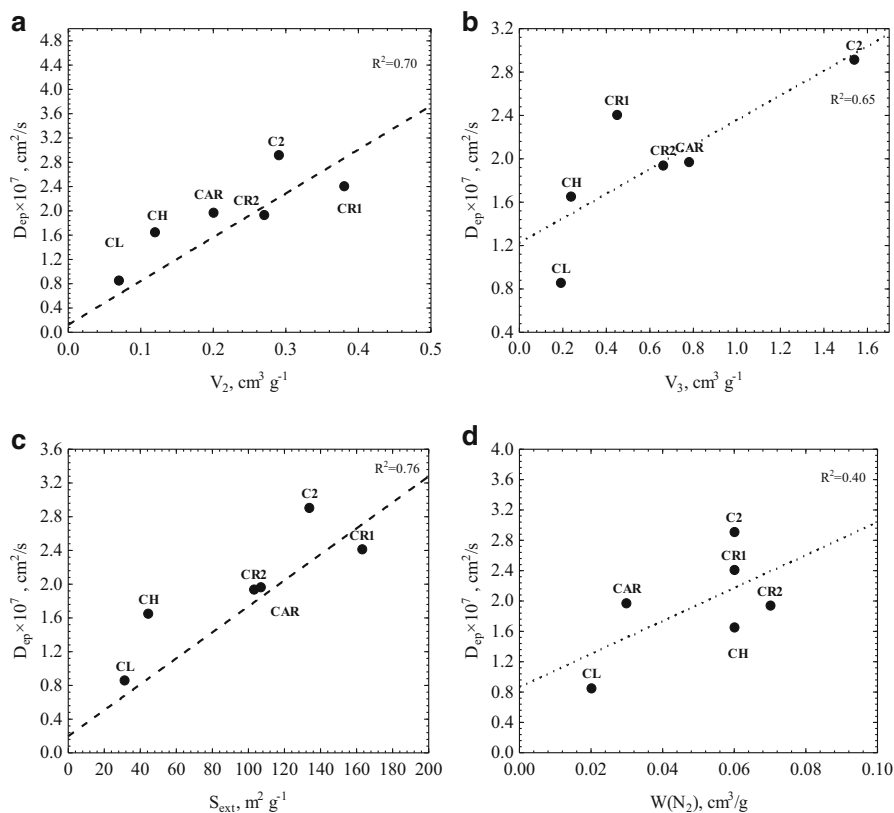 a
R²=0.70
D_ep×10⁷ , cm²/s
4.8
4.4
4.0
3.6
3.2
2.8
2.4
2.0
1.6
1.2
0.8
0.4
0.0
C2
CAR
CR2
CH
CR1
CL
0.0 0.1 0.2 0.3 0.4 0.5
V₂, cm³ g⁻¹
b
D_ep×10⁷ , cm²/s
3.2
2.8
2.4
2.0
1.6
1.2
0.8
0.4
C2
R²=0.65
CR1
CR2 CAR
CH
CL
0.0 0.2 0.4 0.6 0.8 1.0 1.2 1.4 1.6
V₃, cm³ g⁻¹
c
R²=0.76
D_ep×10⁷ , cm²/s
3.6
3.2
2.8
2.4
2.0
1.6
1.2
0.8
0.4
0.0
C2
CR1
CR2
CH
CAR
CL
0 20 40 60 80 100 120 140 160 180 200
S_ext, m² g⁻¹
d
R²=0.40
D_ep×10⁷ , cm²/s
4.0
3.6
3.2
2.8
2.4
2.0
1.6
1.2
0.8
0.4
0.0
C2
CR1
CAR
CR2
CH
CL
0.00 0.02 0.04 0.06 0.08 0.10
W(N₂), cm³/g